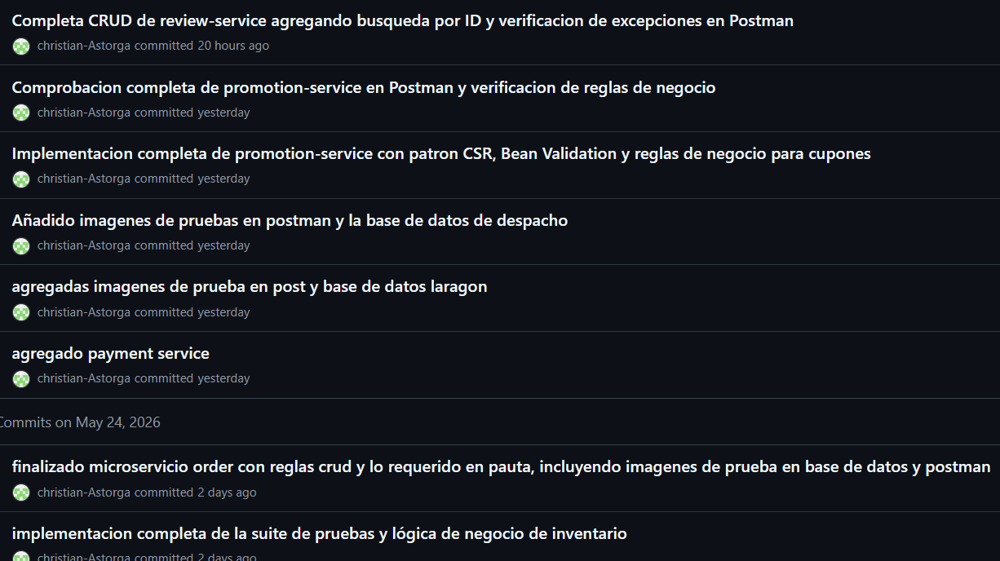 Completa CRUD de review-service agregando busqueda por ID y verificacion de excepciones en Postman
christian-Astorga committed 20 hours ago
Comprobacion completa de promotion-service en Postman y verificacion de reglas de negocio
christian-Astorga committed yesterday
Implementacion completa de promotion-service con patron CSR, Bean Validation y reglas de negocio para cupones
christian-Astorga committed yesterday
Añadido imagenes de pruebas en postman y la base de datos de despacho
christian-Astorga committed yesterday
agregadas imagenes de prueba en post y base de datos laragon
christian-Astorga committed yesterday
agregado payment service
christian-Astorga committed yesterday
Commits on May 24, 2026
finalizado microservicio order con reglas crud y lo requerido en pauta, incluyendo imagenes de prueba en base de datos y postman
christian-Astorga committed 2 days ago
implementacion completa de la suite de pruebas y lógica de negocio de inventario
christian-Astorga committed 2 days ago